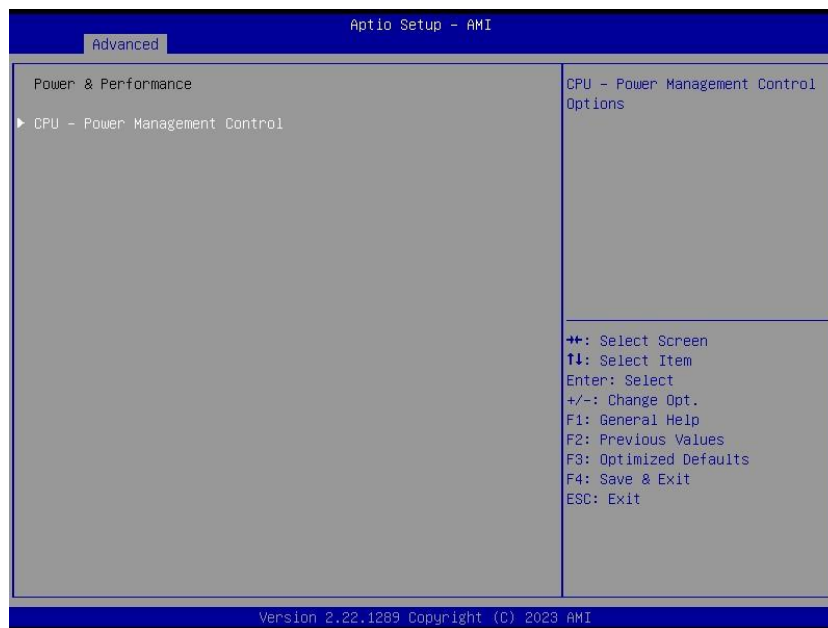 Aptio Setup – AMI
Advanced
Power & Performance
▶ CPU – Power Management Control
CPU – Power Management Control
Options
→←: Select Screen
↑↓: Select Item
Enter: Select
+/-: Change Opt.
F1: General Help
F2: Previous Values
F3: Optimized Defaults
F4: Save & Exit
ESC: Exit
Version 2.22.1289 Copyright (C) 2023 AMI